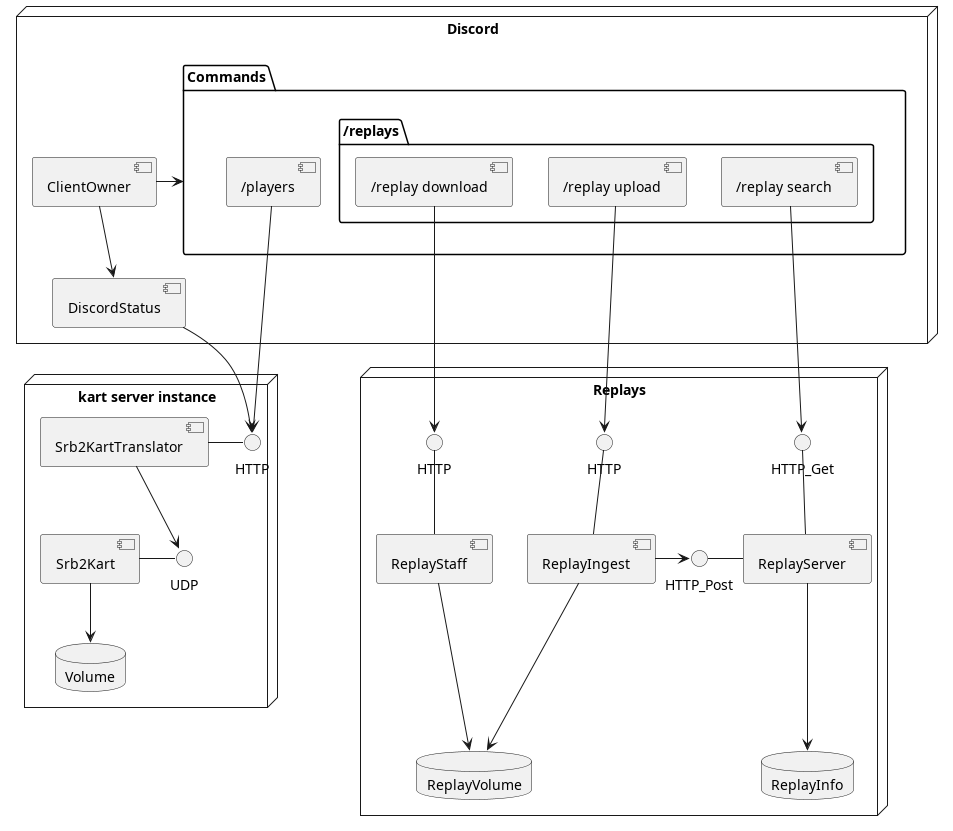 Discord
Commands
/replays
ClientOwner
/players
/replay download
/replay upload
/replay search
DiscordStatus
kart server instance
Replays
Srb2KartTranslator
HTTP
HTTP
HTTP
HTTP_Get
Srb2Kart
UDP
ReplayStaff
ReplayIngest
HTTP_Post
ReplayServer
Volume
ReplayVolume
ReplayInfo